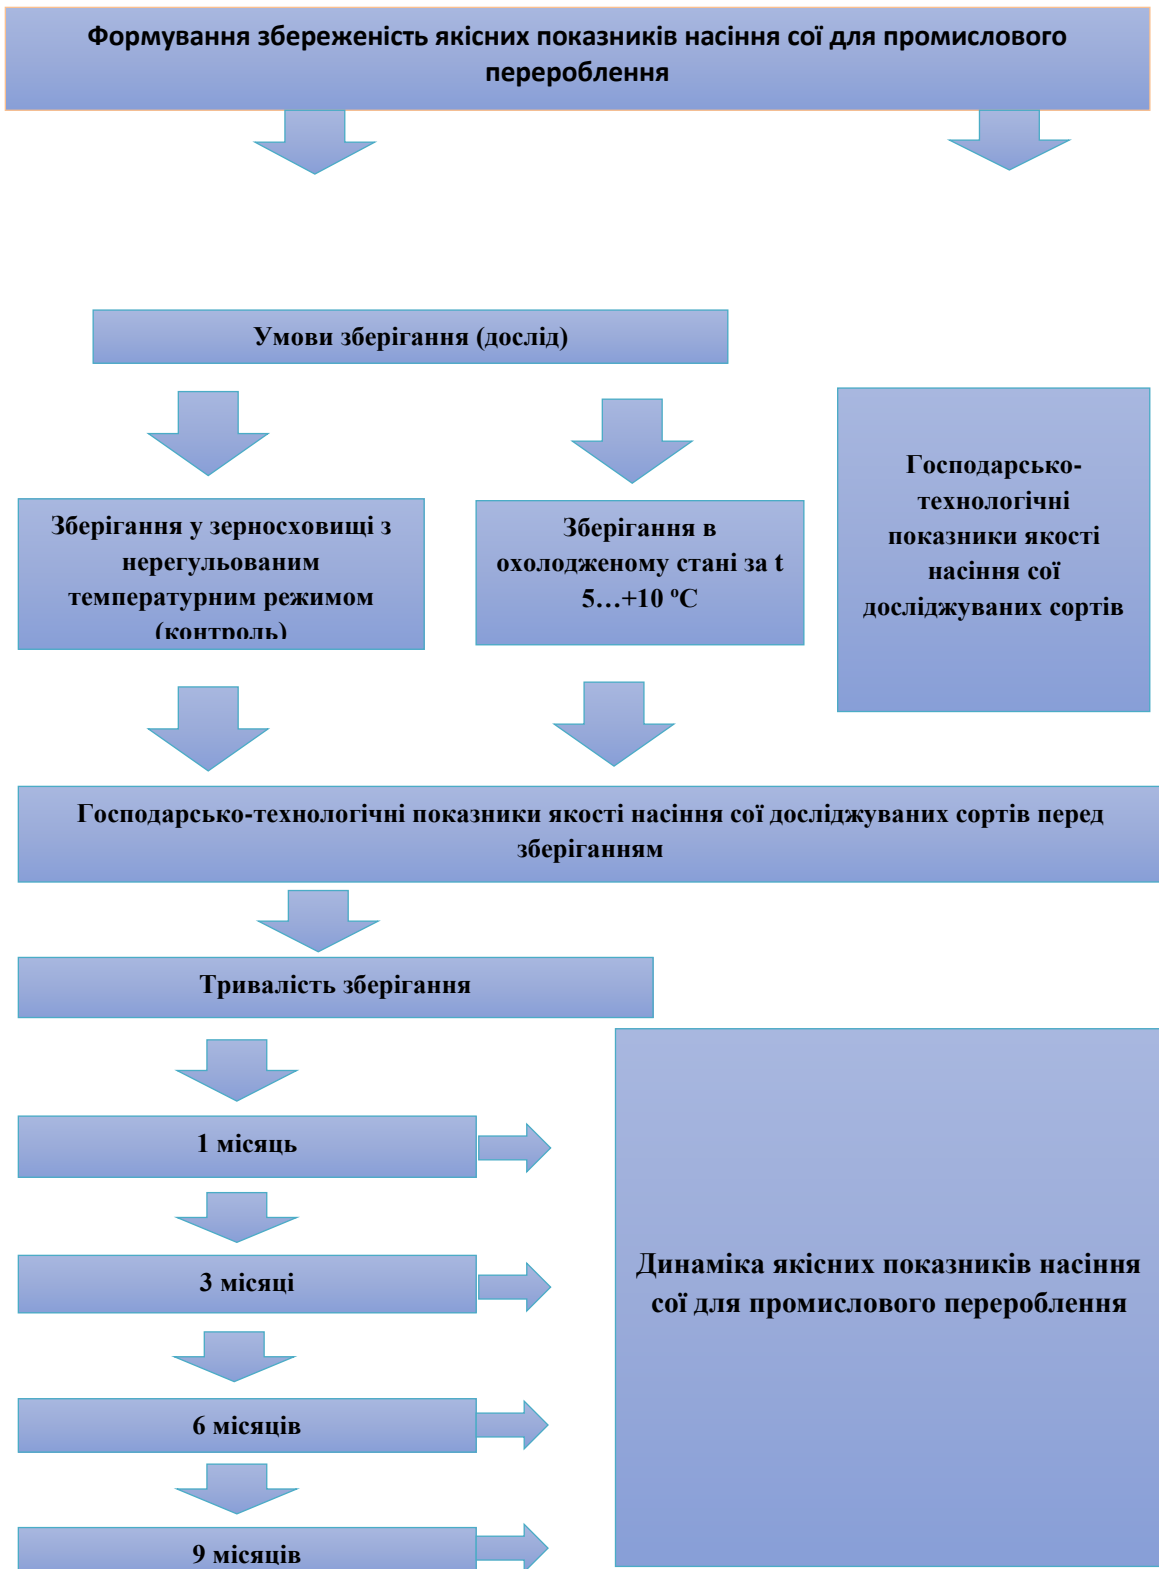 Формування збереженість якісних показників насіння сої для промислового
перероблення
Умови зберігання (дослід)
Зберігання у зерносховищі з
нерегульованим
температурним режимом
(контроль)
Зберігання в
охолодженому стані за t
5…+10 ºС
Господарсько-
технологічні
показники якості
насіння сої
досліджуваних сортів
Господарсько-технологічні показники якості насіння сої досліджуваних сортів перед
зберіганням
Тривалість зберігання
1 місяць
3 місяці
6 місяців
9 місяців
Динаміка якісних показників насіння
сої для промислового перероблення